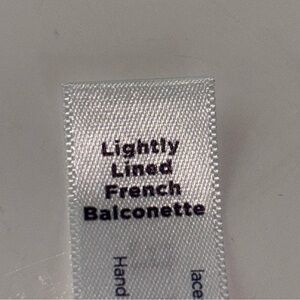 Lightly
Lined
French
Balconette
Hand
lace